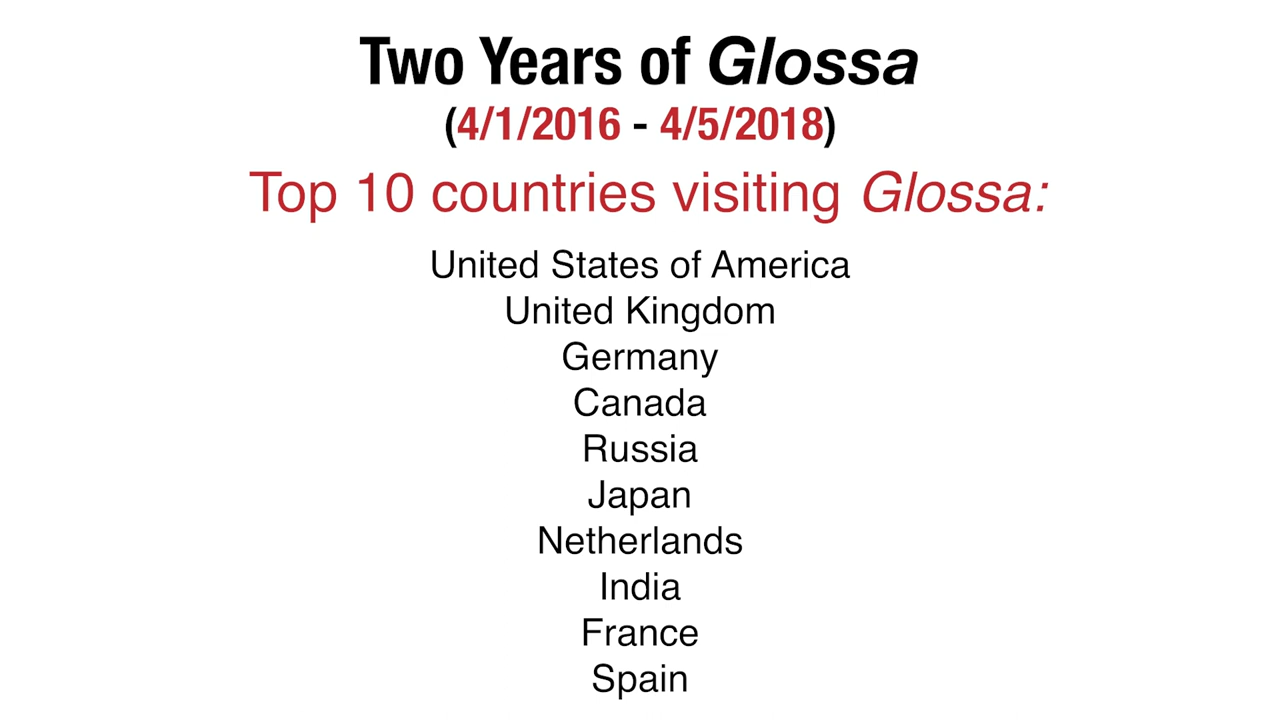 Two Years of Glossa
(4/1/2016 - 4/5/2018)
Top 10 countries visiting Glossa:
United States of America
United Kingdom
Germany
Canada
Russia
Japan
Netherlands
India
France
Spain